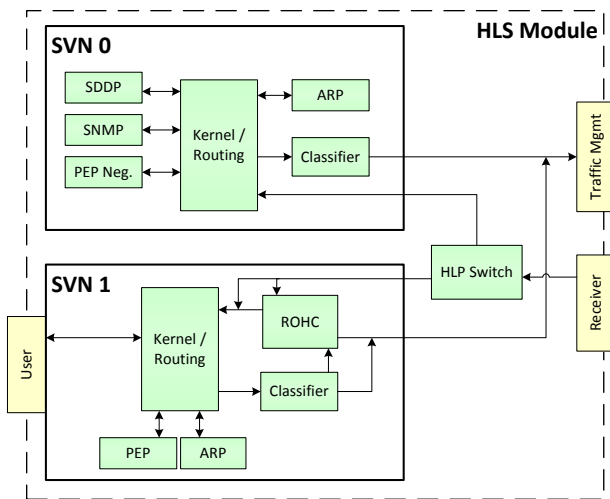 SVN 0
HLS Module
SDDP
SNMP
PEP Neg.
Kernel /
Routing
ARP
Classifier
Traffic Mgmt
HLP Switch
Receiver
SVN 1
User
Kernel /
Routing
ROHC
Classifier
PEP
ARP